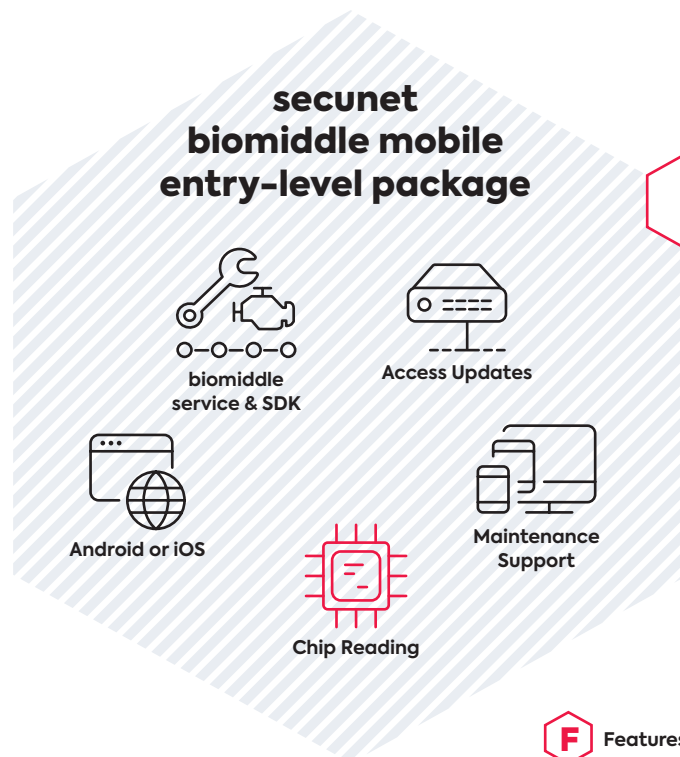 secunet
biomiddle mobile
entry-level package
biomiddle
service & SDK
Access Updates
Android or iOS
Maintenance
Support
Chip Reading
F
Features